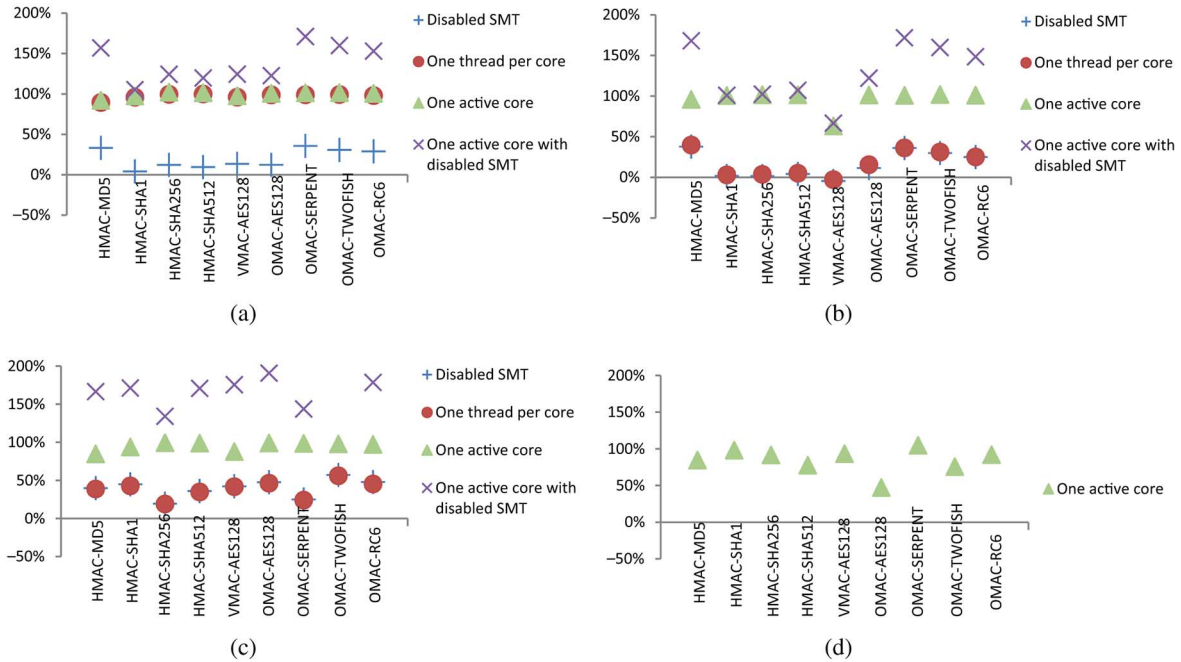 200%
150%
100%
50%
0%
−50%
HMAC-MD5
HMAC-SHA1
HMAC-SHA256
HMAC-SHA512
VMAC-AES128
OMAC-AES128
OMAC-SERPENT
OMAC-TWOFISH
OMAC-RC6
Disabled SMT
One thread per core
One active core
One active core with
disabled SMT
(a)
200%
150%
100%
50%
0%
−50%
HMAC-MD5
HMAC-SHA1
HMAC-SHA256
HMAC-SHA512
VMAC-AES128
OMAC-AES128
OMAC-SERPENT
OMAC-TWOFISH
OMAC-RC6
Disabled SMT
One thread per core
One active core
One active core with
disabled SMT
(b)
200%
150%
100%
50%
0%
−50%
HMAC-MD5
HMAC-SHA1
HMAC-SHA256
HMAC-SHA512
VMAC-AES128
OMAC-AES128
OMAC-SERPENT
OMAC-TWOFISH
OMAC-RC6
Disabled SMT
One thread per core
One active core
One active core with
disabled SMT
(c)
200%
150%
100%
50%
0%
−50%
HMAC-MD5
HMAC-SHA1
HMAC-SHA256
HMAC-SHA512
VMAC-AES128
OMAC-AES128
OMAC-SERPENT
OMAC-TWOFISH
OMAC-RC6
One active core
(d)